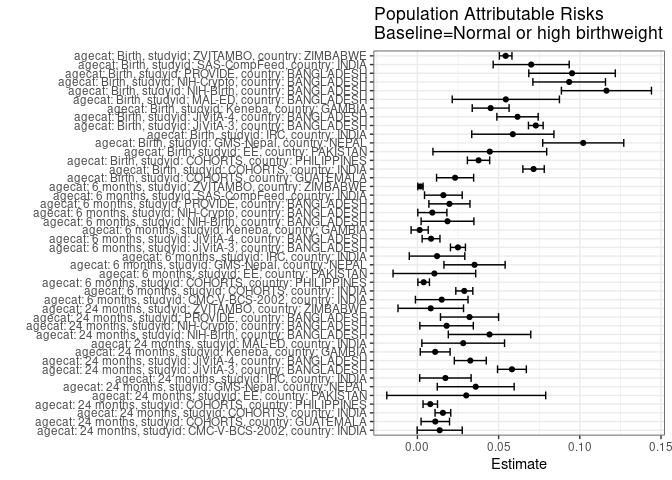 Population Attributable Risks
Baseline=Normal or high birthweight
agecat: Birth, studyid: ZVITAMBO, country: ZIMBABWE
agecat: Birth, studyid: SAS-CompFeed, country: INDIA
agecat: Birth, studyid: PROVIDE, country: BANGLADESH
agecat: Birth, studyid: NIH-Crypto, country: BANGLADESH
agecat: Birth, studyid: NIH-Birth, country: BANGLADESH
agecat: Birth, studyid: MAL-ED, country: BANGLADESH
agecat: Birth, studyid: Keneba, country: GAMBIA
agecat: Birth, studyid: JiVitA-4, country: BANGLADESH
agecat: Birth, studyid: JiVitA-3, country: BANGLADESH
agecat: Birth, studyid: IRC, country: INDIA
agecat: Birth, studyid: GMS-Nepal, country: NEPAL
agecat: Birth, studyid: EE, country: PAKISTAN
agecat: Birth, studyid: COHORTS, country: PHILIPPINES
agecat: Birth, studyid: COHORTS, country: INDIA
agecat: Birth, studyid: COHORTS, country: GUATEMALA
agecat: 6 months, studyid: ZVITAMBO, country: ZIMBABWE
agecat: 6 months, studyid: SAS-CompFeed, country: INDIA
agecat: 6 months, studyid: PROVIDE, country: BANGLADESH
agecat: 6 months, studyid: NIH-Crypto, country: BANGLADESH
agecat: 6 months, studyid: NIH-Birth, country: BANGLADESH
agecat: 6 months, studyid: Keneba, country: GAMBIA
agecat: 6 months, studyid: JiVitA-4, country: BANGLADESH
agecat: 6 months, studyid: JiVitA-3, country: BANGLADESH
agecat: 6 months, studyid: IRC, country: INDIA
agecat: 6 months, studyid: GMS-Nepal, country: NEPAL
agecat: 6 months, studyid: EE, country: PAKISTAN
agecat: 6 months, studyid: COHORTS, country: PHILIPPINES
agecat: 6 months, studyid: COHORTS, country: INDIA
agecat: 6 months, studyid: CMC-V-BCS-2002, country: INDIA
agecat: 24 months, studyid: ZVITAMBO, country: ZIMBABWE
agecat: 24 months, studyid: PROVIDE, country: BANGLADESH
agecat: 24 months, studyid: NIH-Crypto, country: BANGLADESH
agecat: 24 months, studyid: NIH-Birth, country: BANGLADESH
agecat: 24 months, studyid: MAL-ED, country: INDIA
agecat: 24 months, studyid: Keneba, country: GAMBIA
agecat: 24 months, studyid: JiVitA-4, country: BANGLADESH
agecat: 24 months, studyid: JiVitA-3, country: BANGLADESH
agecat: 24 months, studyid: IRC, country: INDIA
agecat: 24 months, studyid: GMS-Nepal, country: NEPAL
agecat: 24 months, studyid: EE, country: PAKISTAN
agecat: 24 months, studyid: COHORTS, country: PHILIPPINES
agecat: 24 months, studyid: COHORTS, country: INDIA
agecat: 24 months, studyid: COHORTS, country: GUATEMALA
agecat: 24 months, studyid: CMC-V-BCS-2002, country: INDIA
0.00 0.05 0.10 0.15
Estimate